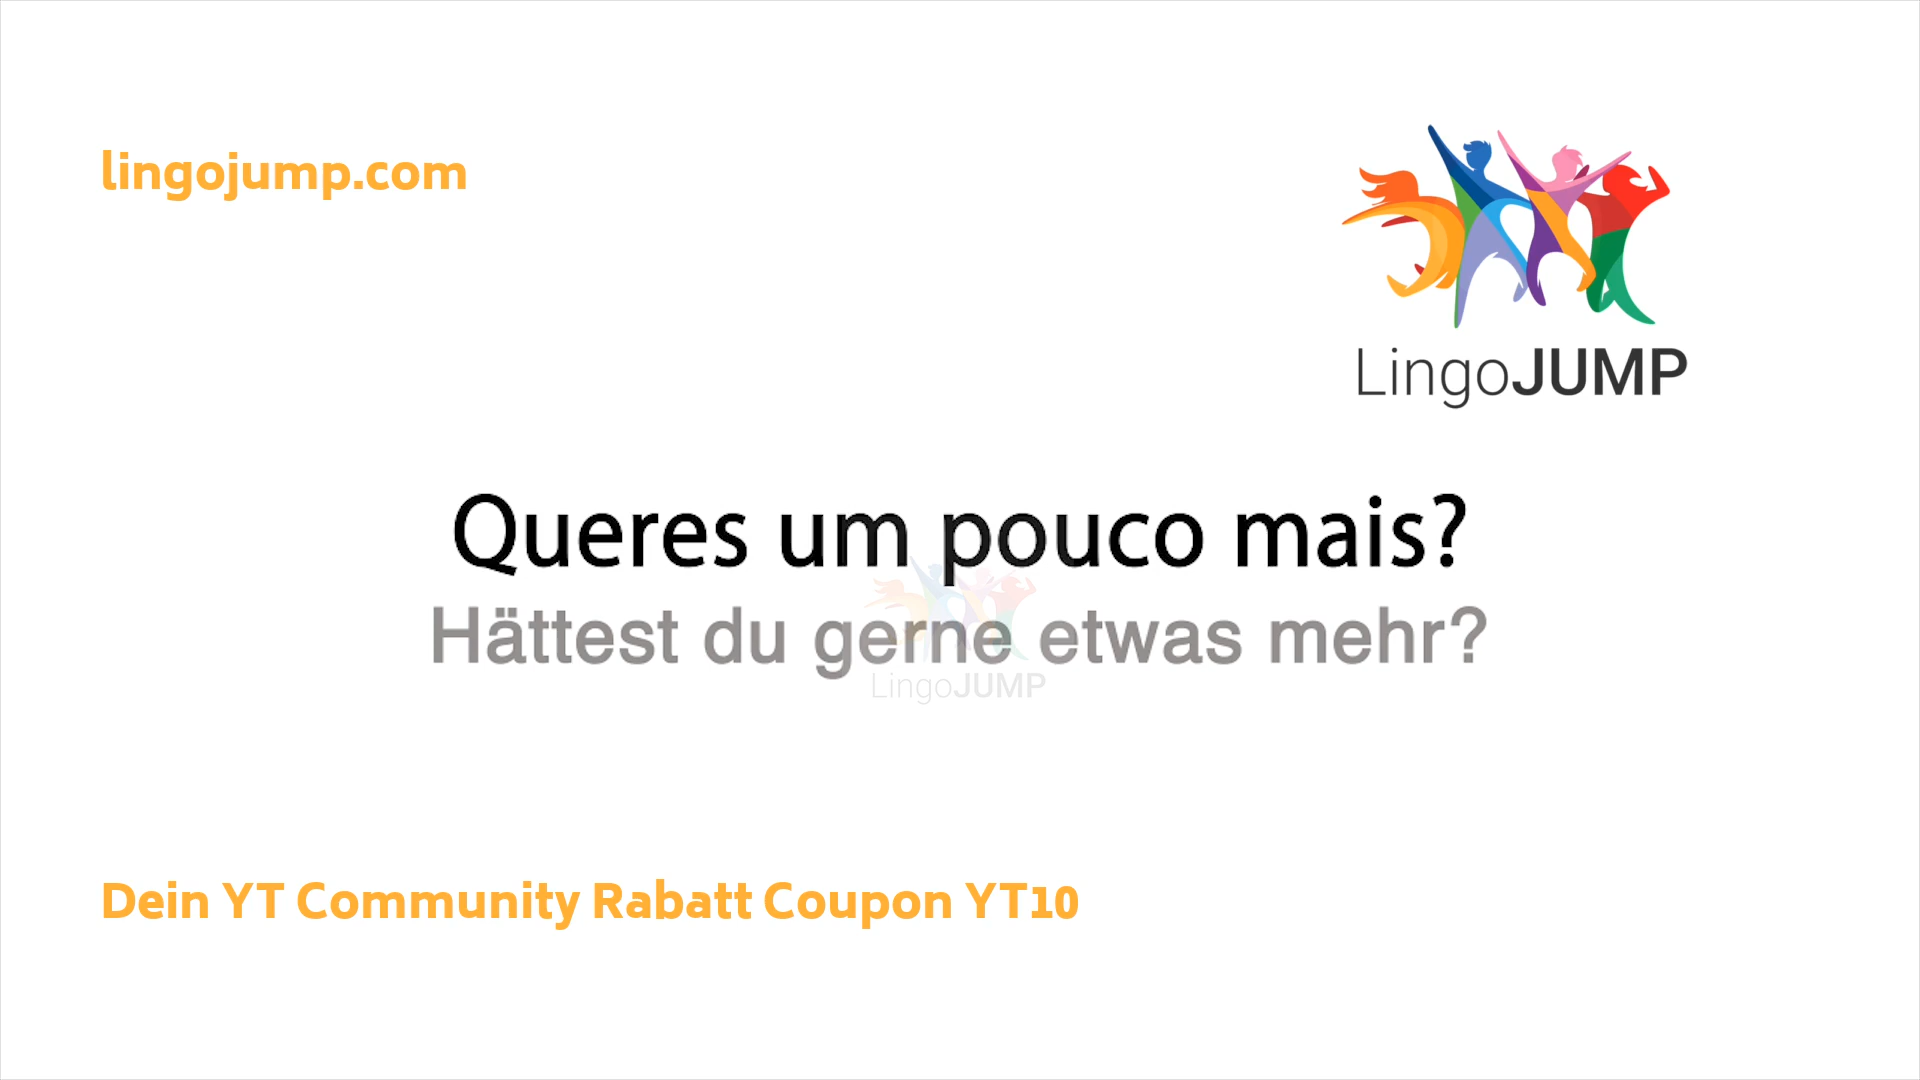 lingojump.com
LingoJUMP
Queres um pouco mais?
Hättest du gerne etwas mehr?
LingoJUMP
Dein YT Community Rabatt Coupon YT10